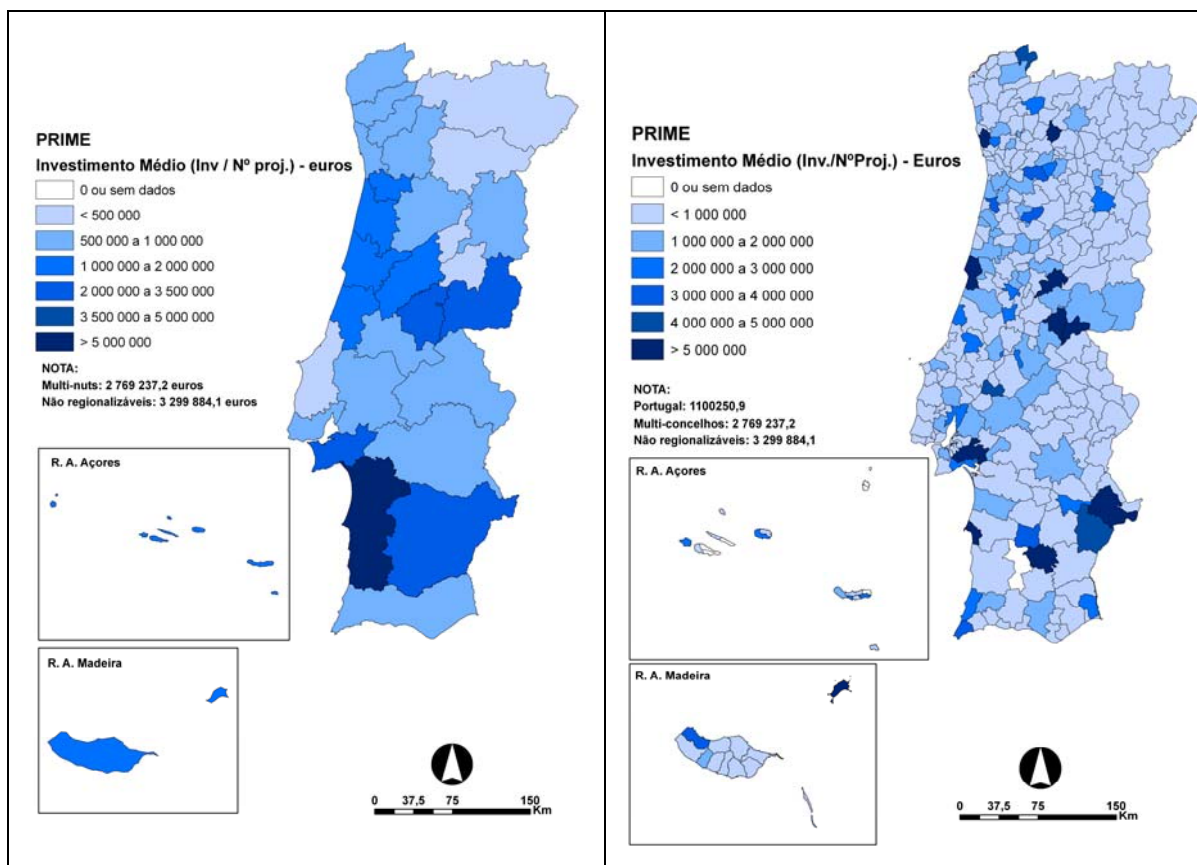 PRIME
Investimento Médio (Inv / Nº proj.) - euros
0 ou sem dados
< 500 000
500 000 a 1 000 000
1 000 000 a 2 000 000
2 000 000 a 3 500 000
3 500 000 a 5 000 000
> 5 000 000
NOTA:
Multi-nuts: 2 769 237,2 euros
Não regionalizáveis: 3 299 884,1 euros
R. A. Açores
R. A. Madeira
0 37,5 75 150
Km
PRIME
Investimento Médio (Inv./NºProj.) - Euros
0 ou sem dados
< 1 000 000
1 000 000 a 2 000 000
2 000 000 a 3 000 000
3 000 000 a 4 000 000
4 000 000 a 5 000 000
> 5 000 000
NOTA:
Portugal: 1100250,9
Multi-concelhos: 2 769 237,2
Não regionalizáveis: 3 299 884,1
R. A. Açores
R. A. Madeira
0 37,5 75 150
Km